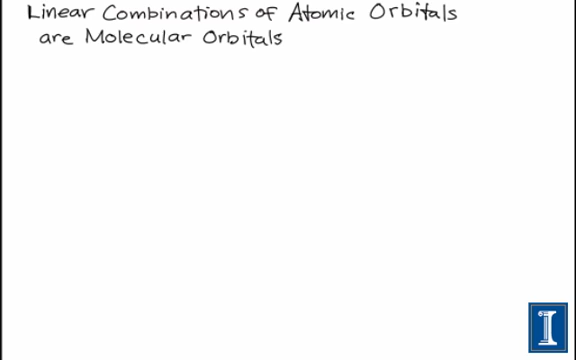 Linear Combinations of Atomic Orbitals
are Molecular Orbitals
I